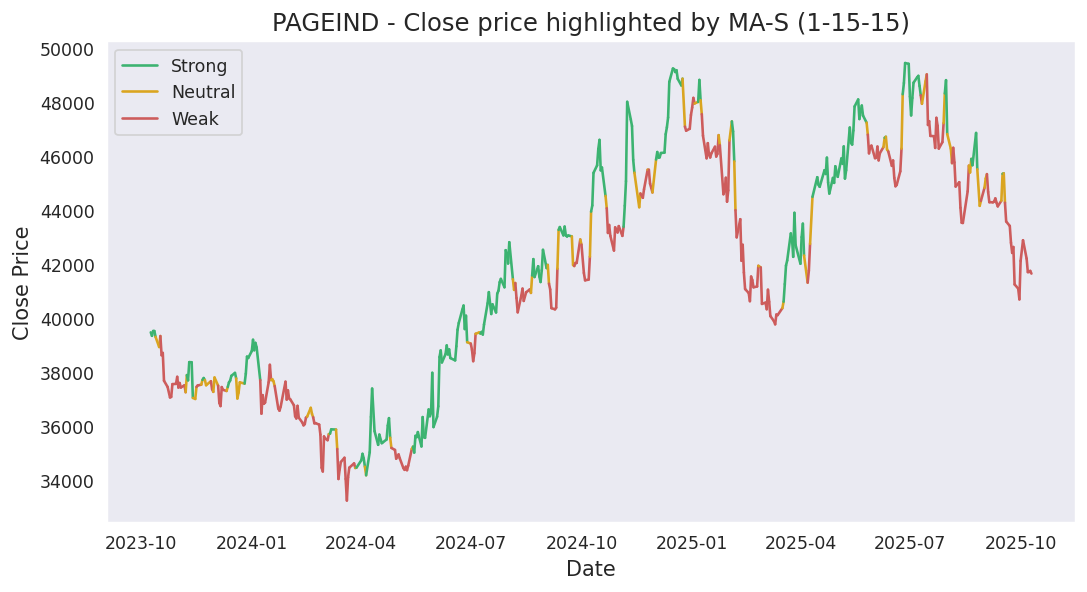 PAGEIND - Close price highlighted by MA-S (1-15-15)
50000
48000
46000
44000
42000
40000
38000
36000
34000
Close Price
Strong
Neutral
Weak
2023-10 2024-01 2024-04 2024-07 2024-10 2025-01 2025-04 2025-07 2025-10
Date